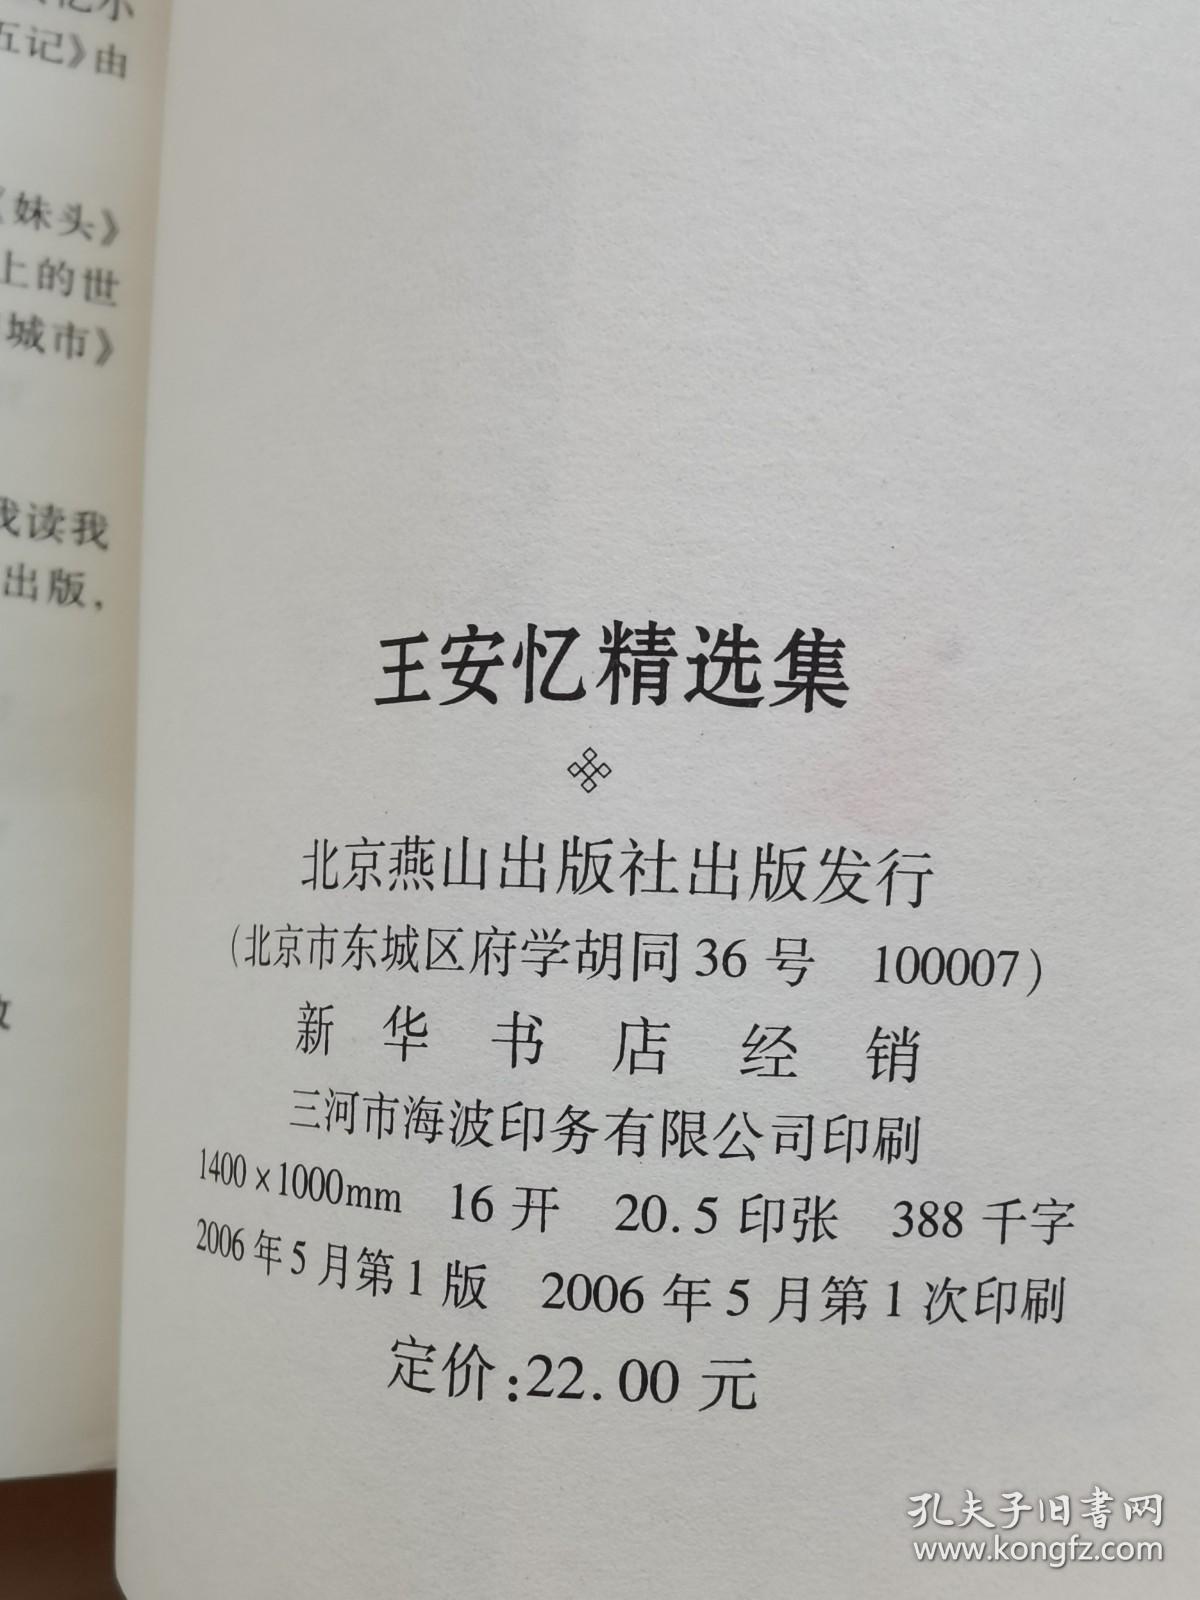 五记》由
《妹头》
上的世
城市》
我读我
出版，
王安忆精选集
北京燕山出版社出版发行
（北京市东城区府学胡同36号 100007）
新华书店经销
三河市海波印务有限公司印刷
1400×1000mm 16开 20.5印张 388千字
2006年5月第1版 2006年5月第1次印刷
定价：22.00元
孔夫子旧书网
www.kongfz.com